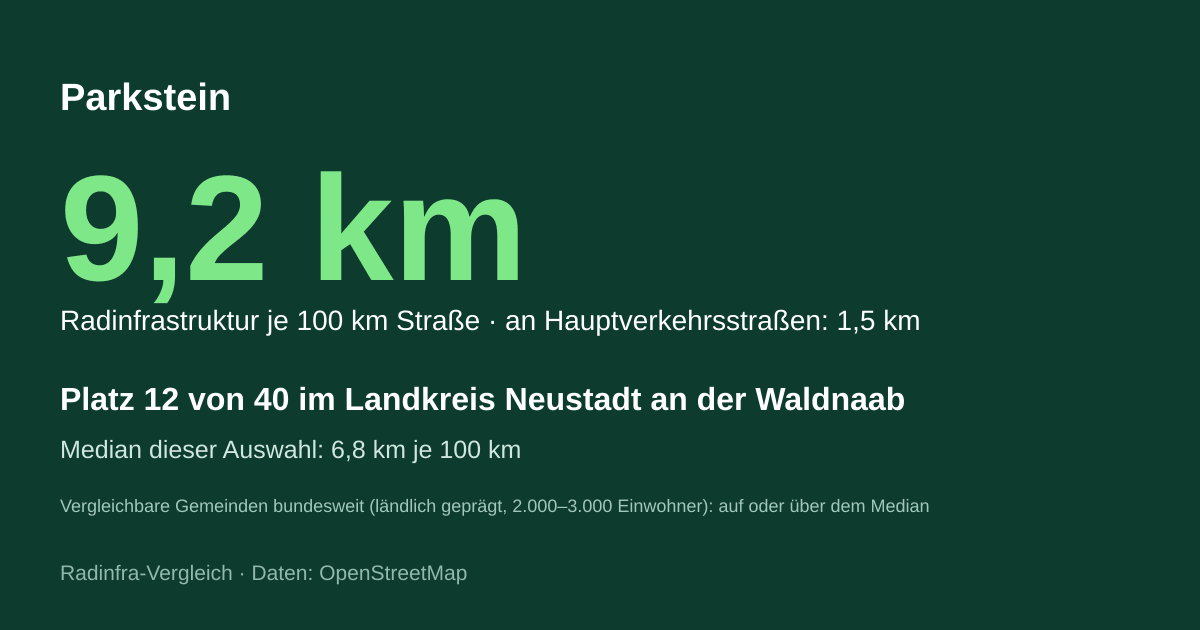 Parkstein
9,2 km
Radinfrastruktur je 100 km Straße · an Hauptverkehrsstraßen: 1,5 km
Platz 12 von 40 im Landkreis Neustadt an der Waldnaab
Median dieser Auswahl: 6,8 km je 100 km
Vergleichbare Gemeinden bundesweit (ländlich geprägt, 2.000–3.000 Einwohner): auf oder über dem Median
Radinfra-Vergleich · Daten: OpenStreetMap